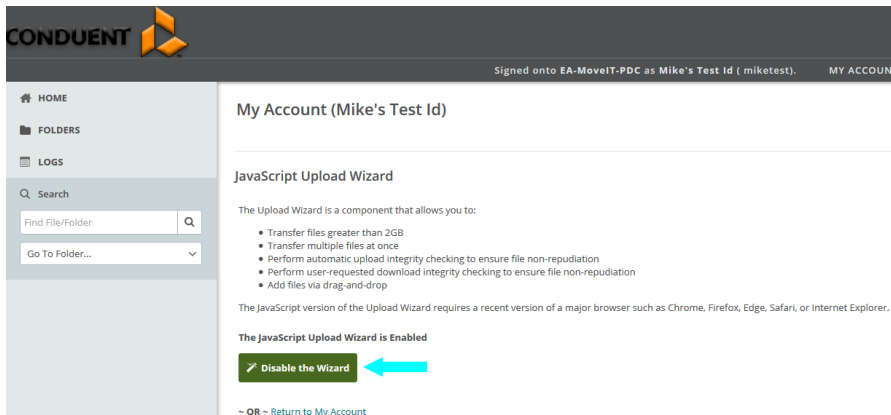 CONDUENT
Signed onto EA-MoveIT-PDC as Mike's Test Id ( miketest). MY ACCOUN
HOME
FOLDERS
LOGS
Search
Find File/Folder
Go To Folder...
My Account (Mike's Test Id)
JavaScript Upload Wizard
The Upload Wizard is a component that allows you to:
• Transfer files greater than 2GB
• Transfer multiple files at once
• Perform automatic upload integrity checking to ensure file non-repudiation
• Perform user-requested download integrity checking to ensure file non-repudiation
• Add files via drag-and-drop
The JavaScript version of the Upload Wizard requires a recent version of a major browser such as Chrome, Firefox, Edge, Safari, or Internet Explorer.
The JavaScript Upload Wizard is Enabled
Disable the Wizard
~ OR ~ Return to My Account